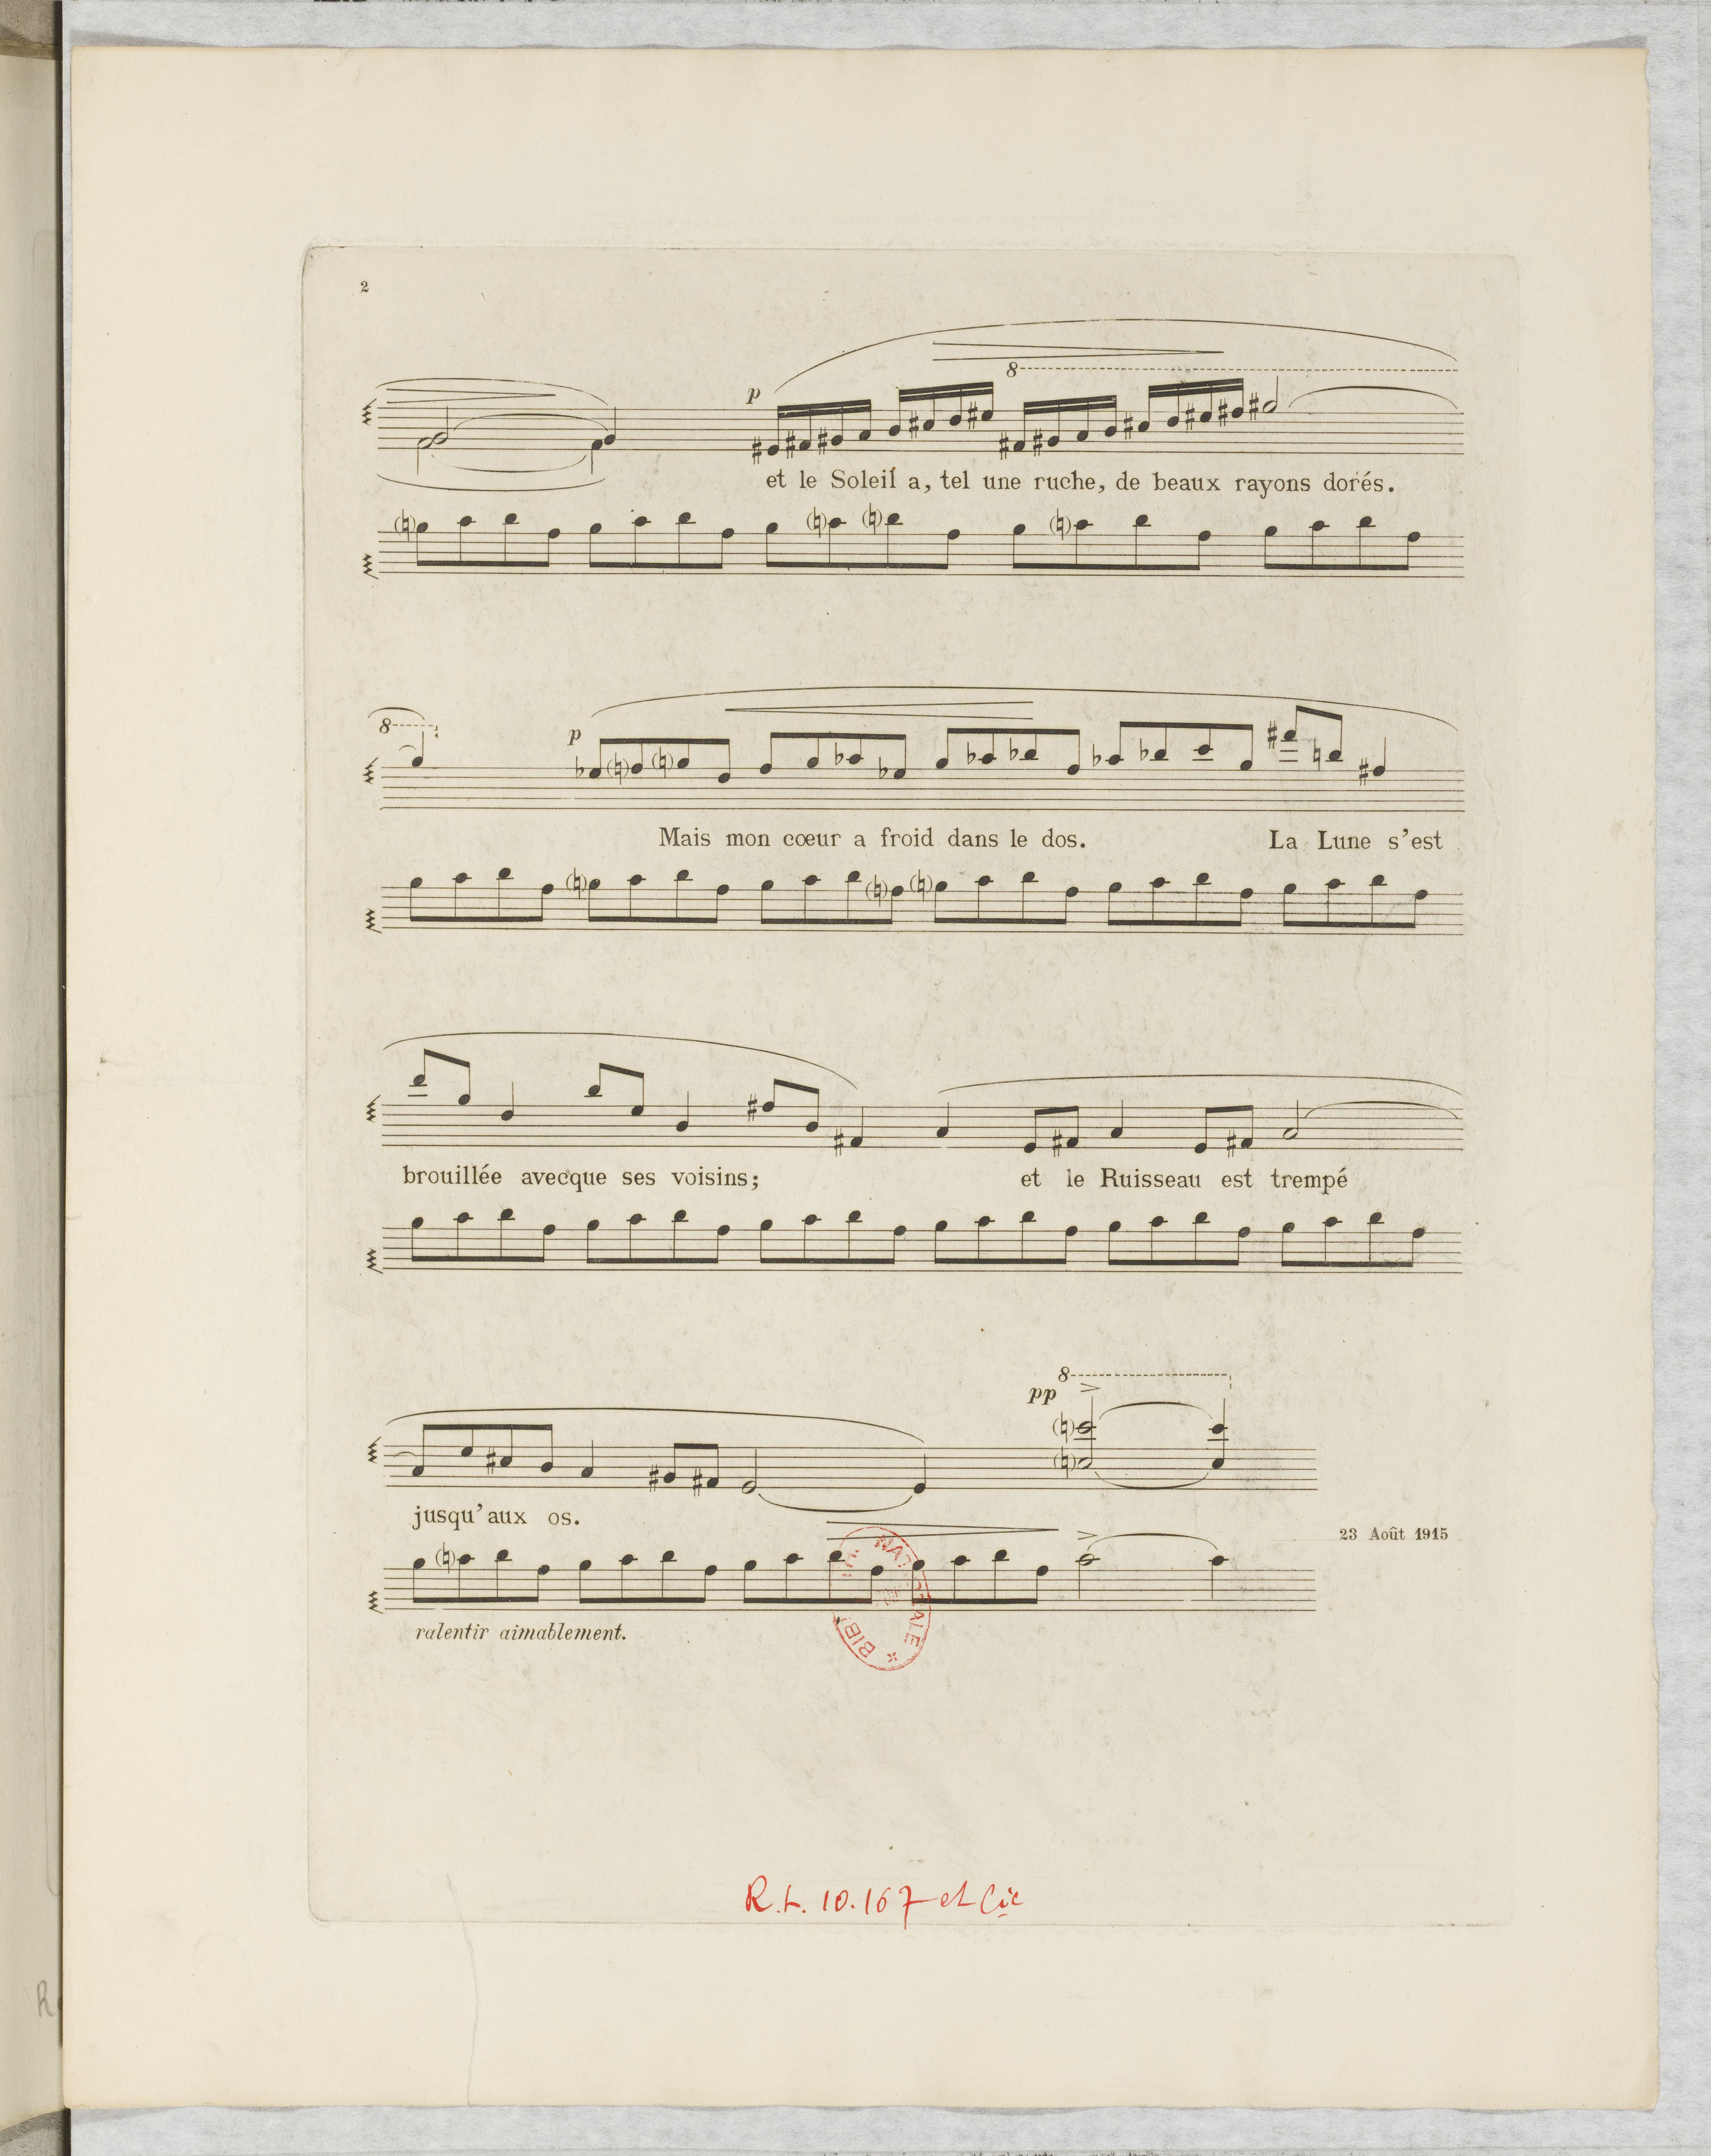 2
p
8
et le Soleil a, tel une ruche, de beaux rayons dorés.
8
p
Mais mon cœur a froid dans le dos. La Lune s'est
brouillée avecque ses voisins; et le Ruisseau est trempé
8
pp
jusqu'aux os.
23 Août 1915
ralentir aimablement.
R.L. 10.167 et Cie